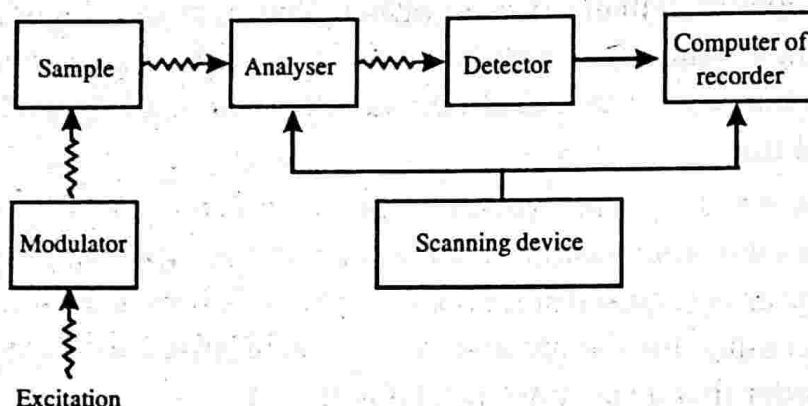 Sample
Analyser
Detector
Computer of
recorder
Modulator
Scanning device
Excitation